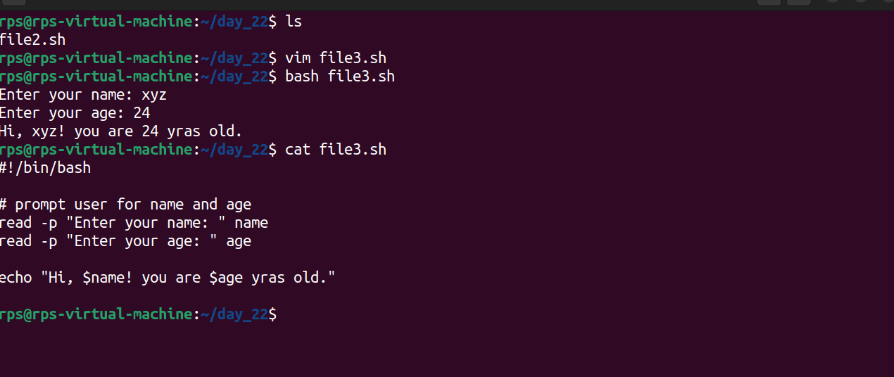 rps@rps-virtual-machine:~/day_22$ ls
file2.sh
rps@rps-virtual-machine:~/day_22$ vim file3.sh
rps@rps-virtual-machine:~/day_22$ bash file3.sh
Enter your name: xyz
Enter your age: 24
Hi, xyz! you are 24 yras old.
rps@rps-virtual-machine:~/day_22$ cat file3.sh
#!/bin/bash
# prompt user for name and age
read -p "Enter your name: " name
read -p "Enter your age: " age
echo "Hi, $name! you are $age yras old."
rps@rps-virtual-machine:~/day_22$